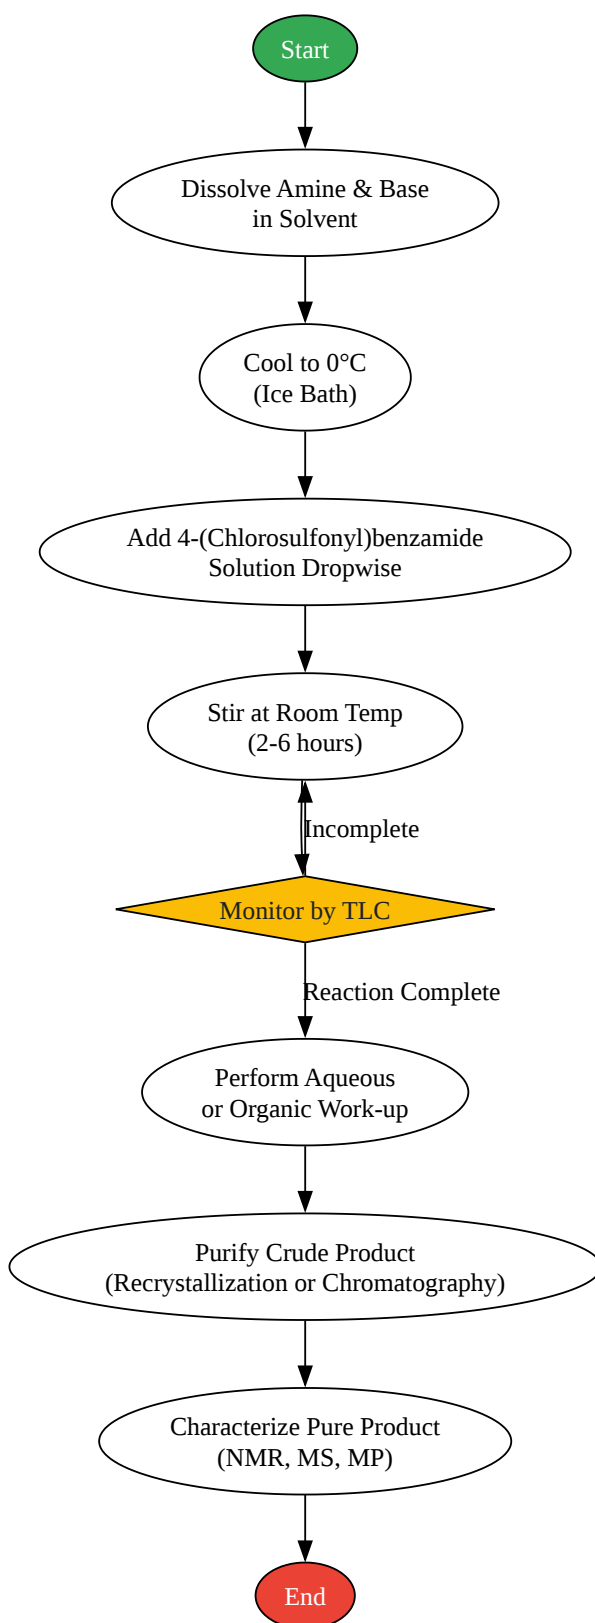 Start
Dissolve Amine & Base
in Solvent
Cool to 0°C
(Ice Bath)
Add 4-(Chlorosulfonyl)benzamide
Solution Dropwise
Stir at Room Temp
(2-6 hours)
Incomplete
Monitor by TLC
Reaction Complete
Perform Aqueous
or Organic Work-up
Purify Crude Product
(Recrystallization or Chromatography)
Characterize Pure Product
(NMR, MS, MP)
End